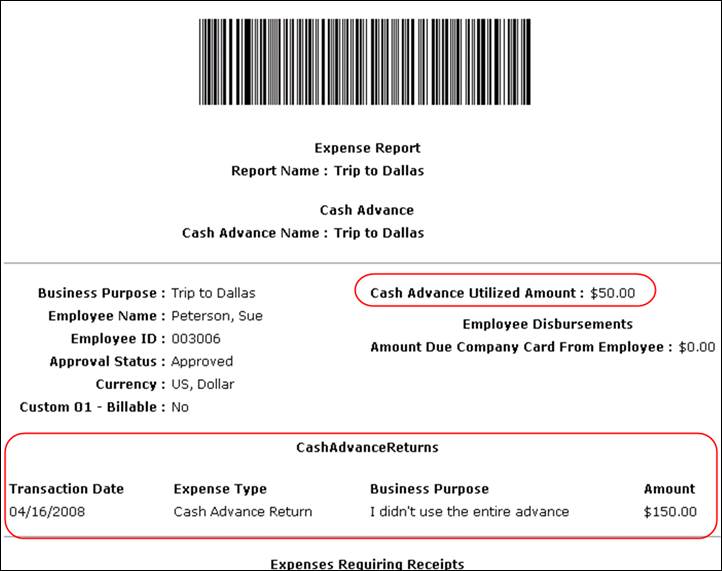 Expense Report
Report Name : Trip to Dallas
Cash Advance
Cash Advance Name : Trip to Dallas
Business Purpose : Trip to Dallas
Employee Name : Peterson, Sue
Employee ID : 003006
Approval Status : Approved
Currency : US, Dollar
Custom 01 - Billable : No
Cash Advance Utilized Amount : $50.00
Employee Disbursements
Amount Due Company Card From Employee : $0.00
CashAdvanceReturns
Transaction Date Expense Type Business Purpose Amount
04/16/2008 Cash Advance Return I didn't use the entire advance $150.00
Expenses Requiring Receipts